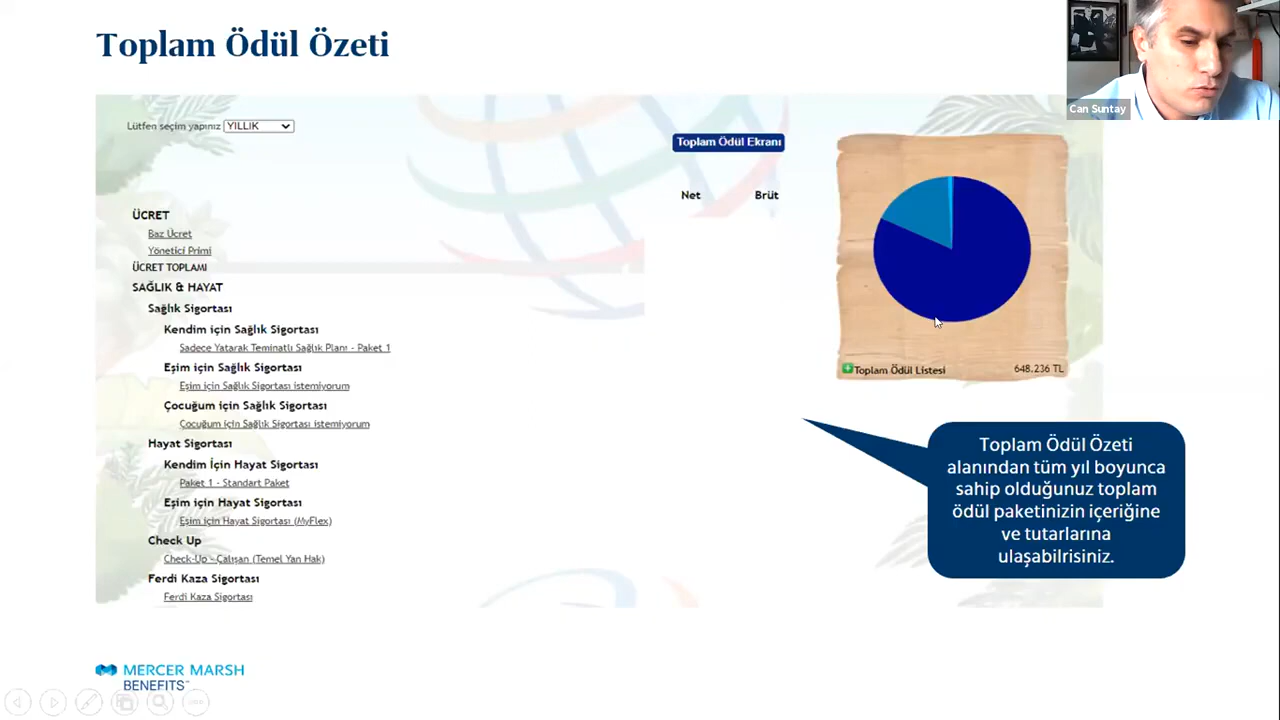 Toplam Ödül Özeti
Can Suntay
Lütfen seçim yapınız YILLIK
Toplam Ödül Ekranı
Net Brüt
ÜCRET
Baz Ücret
Yönetici Primi
ÜCRET TOPLAMI
SAĞLIK & HAYAT
Sağlık Sigortası
Kendim için Sağlık Sigortası
Sadece Yatarak Teminatlı Sağlık Planı - Paket 1
Eşim için Sağlık Sigortası
Eşim için Sağlık Sigortası istemiyorum
Çocuğum için Sağlık Sigortası
Çocuğum için Sağlık Sigortası istemiyorum
Hayat Sigortası
Kendim İçin Hayat Sigortası
Paket 1 - Standart Paket
Eşim için Hayat Sigortası
Eşim için Hayat Sigortası (MyFlex)
Check Up
Check-Up - Çalışan (Temel Yan Hak)
Ferdi Kaza Sigortası
Ferdi Kaza Sigortası
Toplam Ödül Listesi 648.236 TL
Toplam Ödül Özeti
alanından tüm yıl boyunca
sahip olduğunuz toplam
ödül paketinizin içeriğine
ve tutarlarına
ulaşabilrisiniz.
MERCER MARSH
BENEFITS™